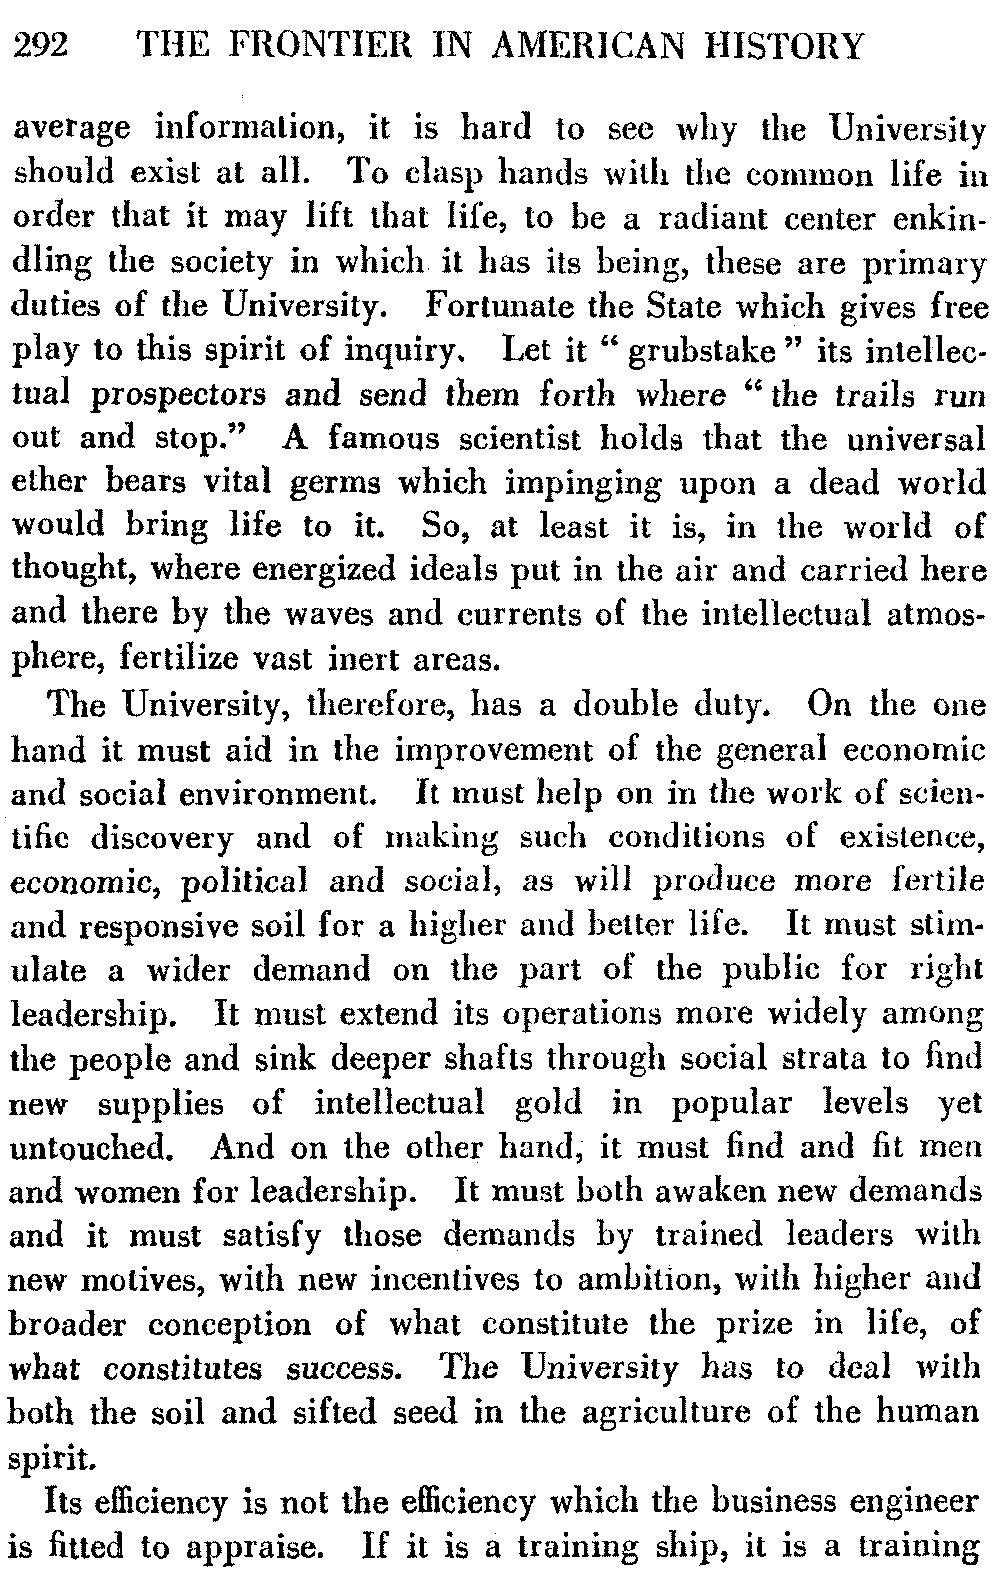 292 THE FRONTIER IN AMERICAN HISTORY
average information, it is hard to see why the University
should exist at all. To clasp hands with the common life in
order that it may lift that life, to be a radiant center enkin-
dling the society in which it has its being, these are primary
duties of the University. Fortunate the State which gives free
play to this spirit of inquiry. Let it “ grubstake ” its intellec-
tual prospectors and send them forth where “ the trails run
out and stop.” A famous scientist holds that the universal
ether bears vital germs which impinging upon a dead world
would bring life to it. So, at least it is, in the world of
thought, where energized ideals put in the air and carried here
and there by the waves and currents of the intellectual atmos-
phere, fertilize vast inert areas.
The University, therefore, has a double duty. On the one
hand it must aid in the improvement of the general economic
and social environment. It must help on in the work of scien-
tific discovery and of making such conditions of existence,
economic, political and social, as will produce more fertile
and responsive soil for a higher and better life. It must stim-
ulate a wider demand on the part of the public for right
leadership. It must extend its operations more widely among
the people and sink deeper shafts through social strata to find
new supplies of intellectual gold in popular levels yet
untouched. And on the other hand, it must find and fit men
and women for leadership. It must both awaken new demands
and it must satisfy those demands by trained leaders with
new motives, with new incentives to ambition, with higher and
broader conception of what constitute the prize in life, of
what constitutes success. The University has to deal with
both the soil and sifted seed in the agriculture of the human
spirit.
Its efficiency is not the efficiency which the business engineer
is fitted to appraise. If it is a training ship, it is a training